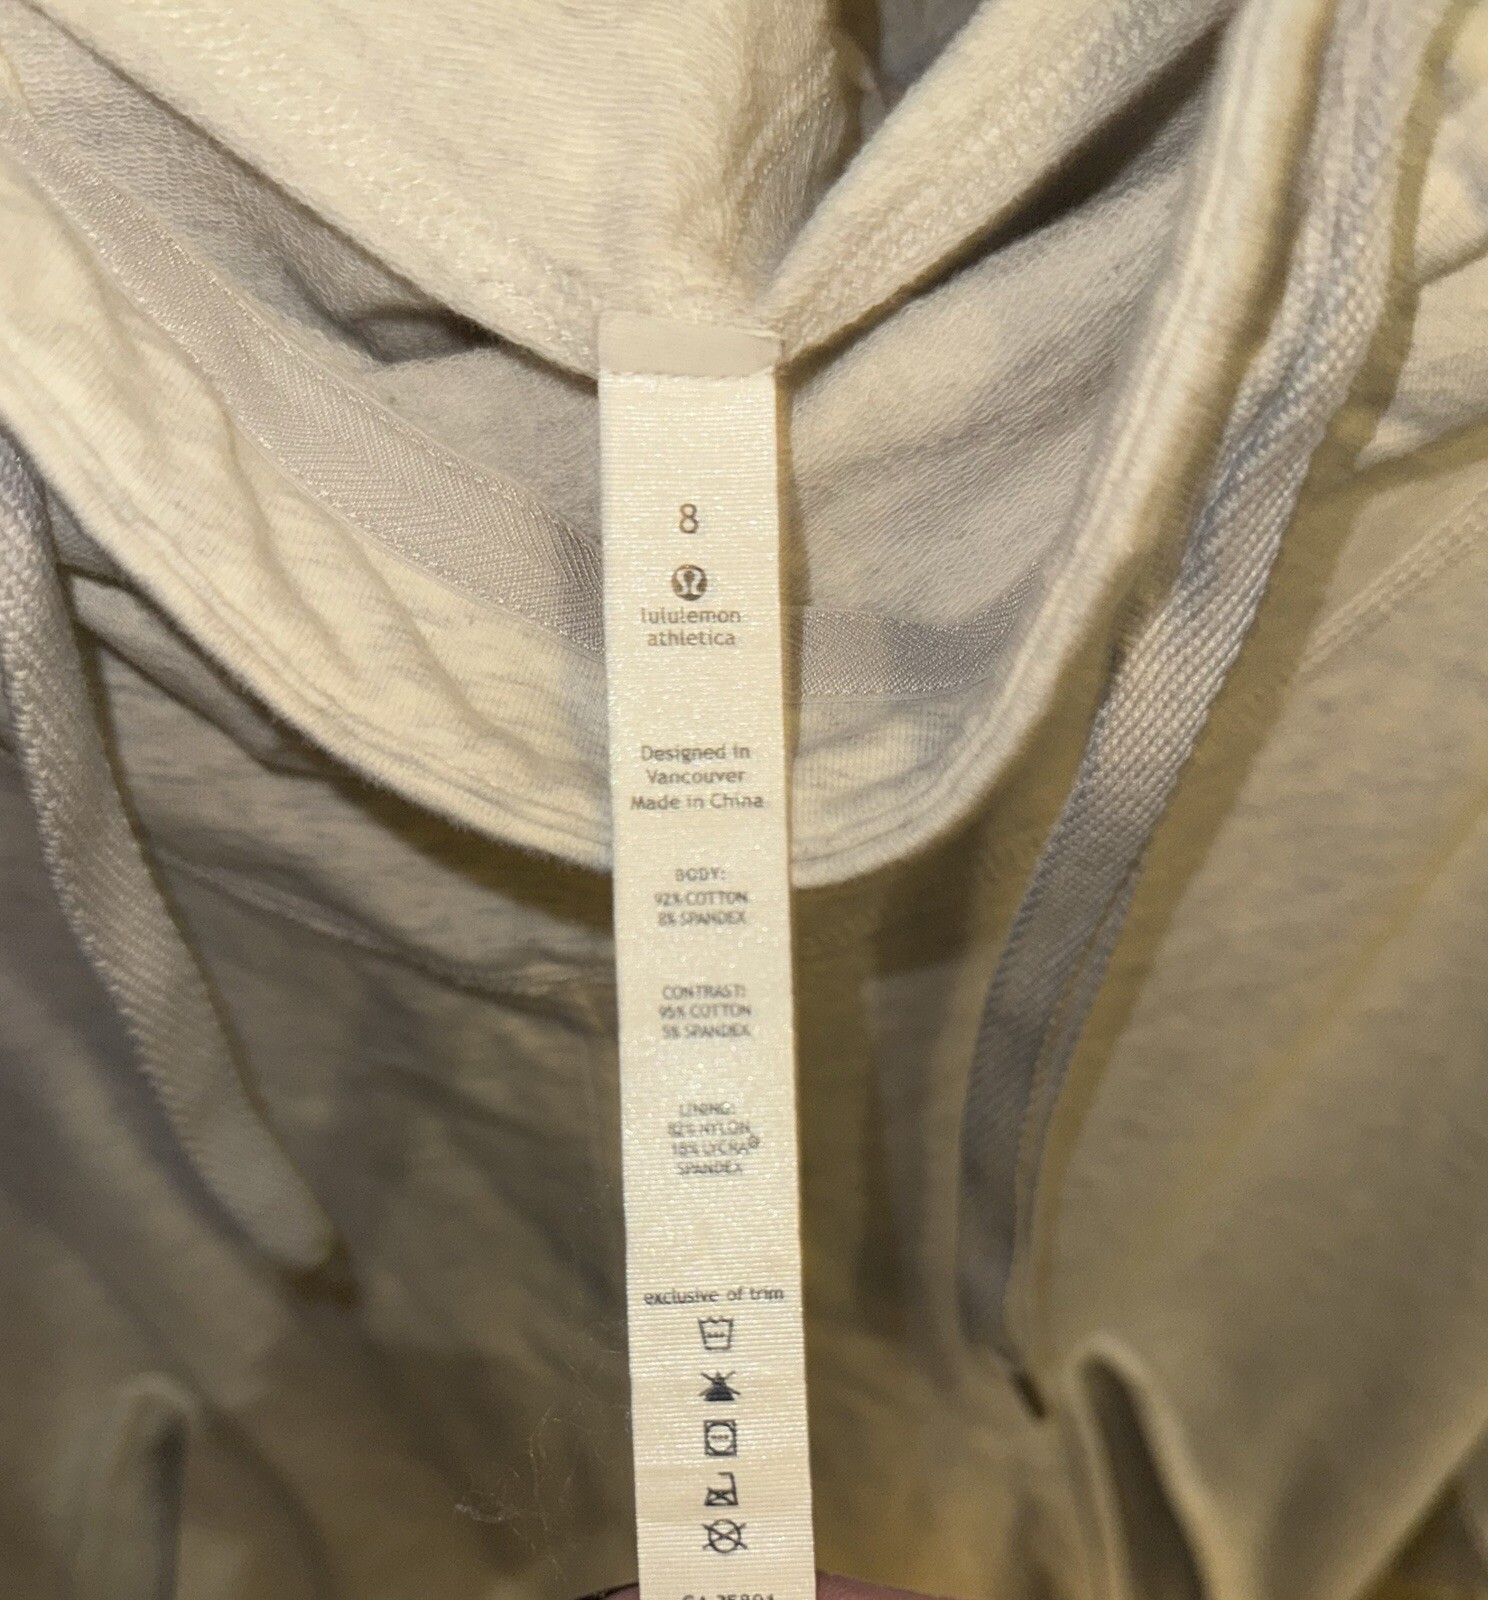 8
lululemon
athletica
Designed in
Vancouver
Made in China
BODY:
92% COTTON
8% SPANDEX
CONTRAST:
95% COTTON
5% SPANDEX
LINING:
82% NYLON
18% LYCRA®
SPANDEX
exclusive of trim